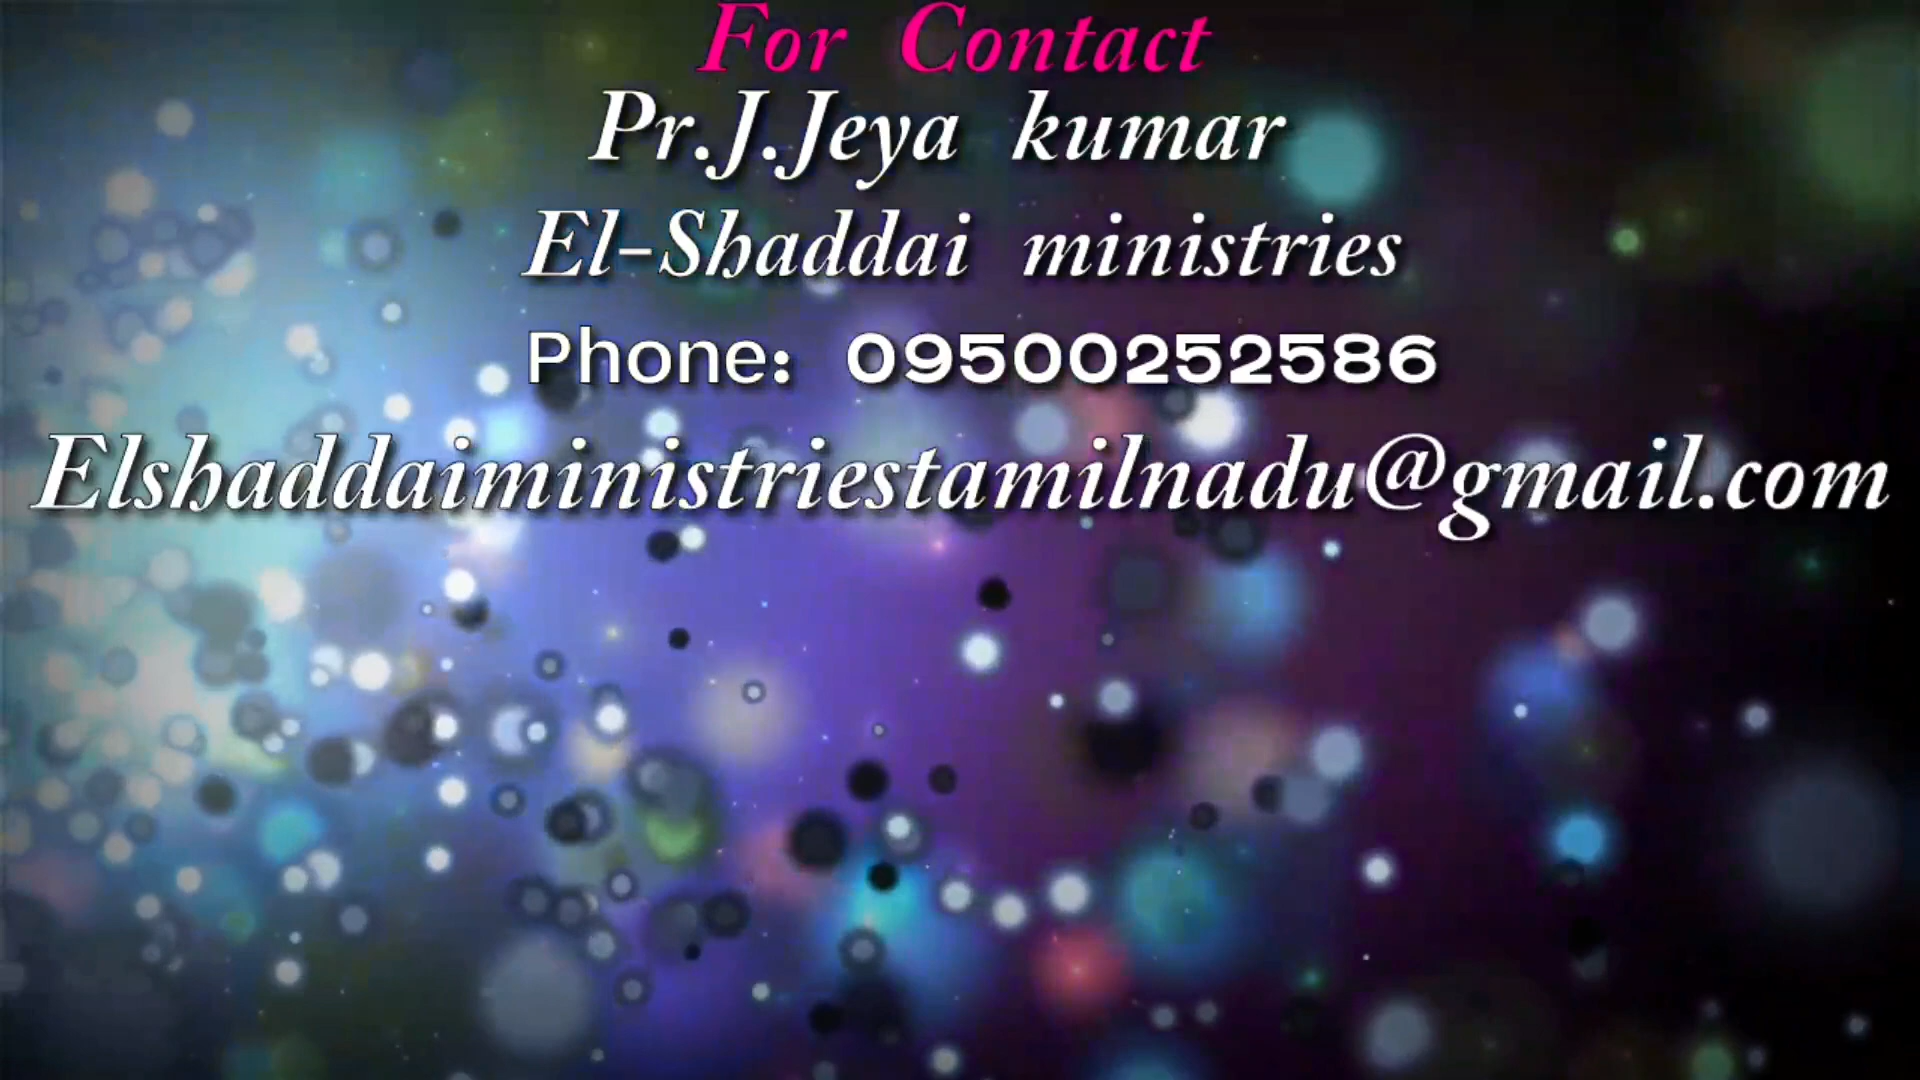 For Contact
Pr.J.Jeya kumar
El-Shaddai ministries
Phone: 09500252586
Elshaddaiministriestamilnadu@gmail.com